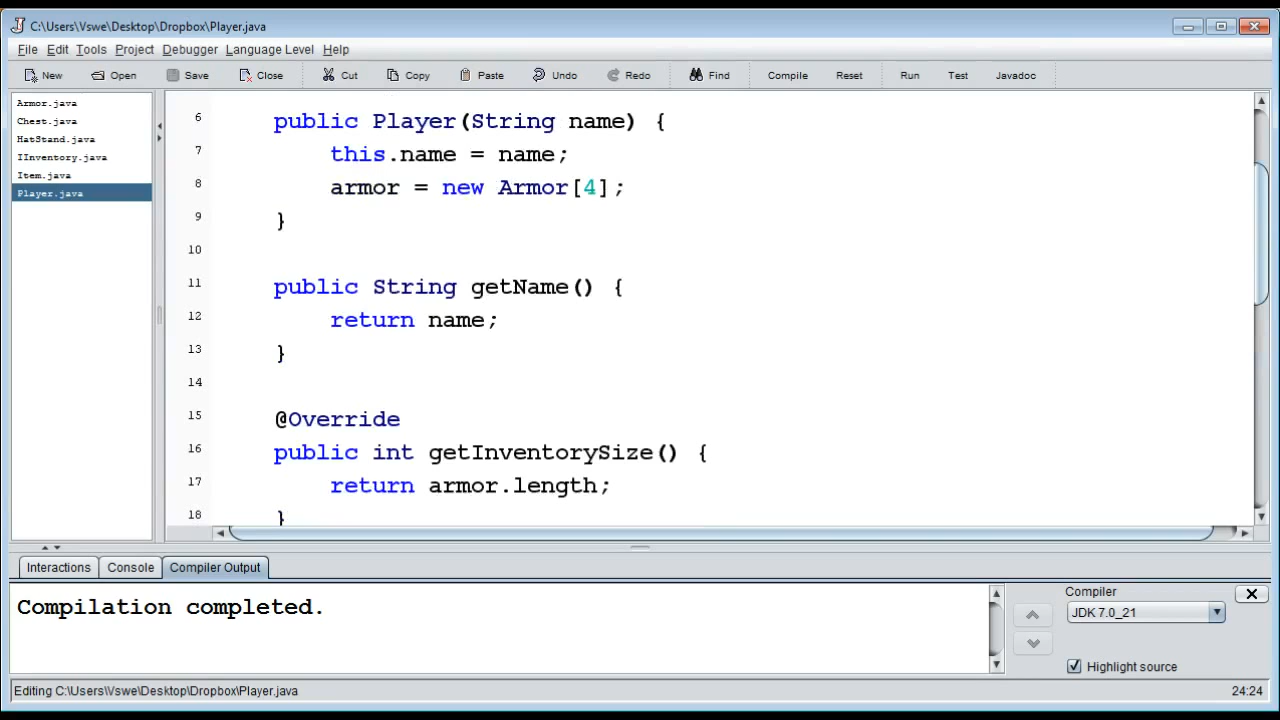 C:\Users\Vswe\Desktop\Dropbox\Player.java
File Edit Tools Project Debugger Language Level Help
New Open Save Close Cut Copy Paste Undo Redo Find Compile Reset Run Test Javadoc
Armor.java
Chest.java
HatStand.java
IInventory.java
Item.java
Player.java
6 public Player(String name) {
7 this.name = name;
8 armor = new Armor[4];
9 }
10
11 public String getName() {
12 return name;
13 }
14
15 @Override
16 public int getInventorySize() {
17 return armor.length;
18 }
Interactions Console Compiler Output
Compilation completed.
Compiler
JDK 7.0_21
Highlight source
Editing C:\Users\Vswe\Desktop\Dropbox\Player.java 24:24